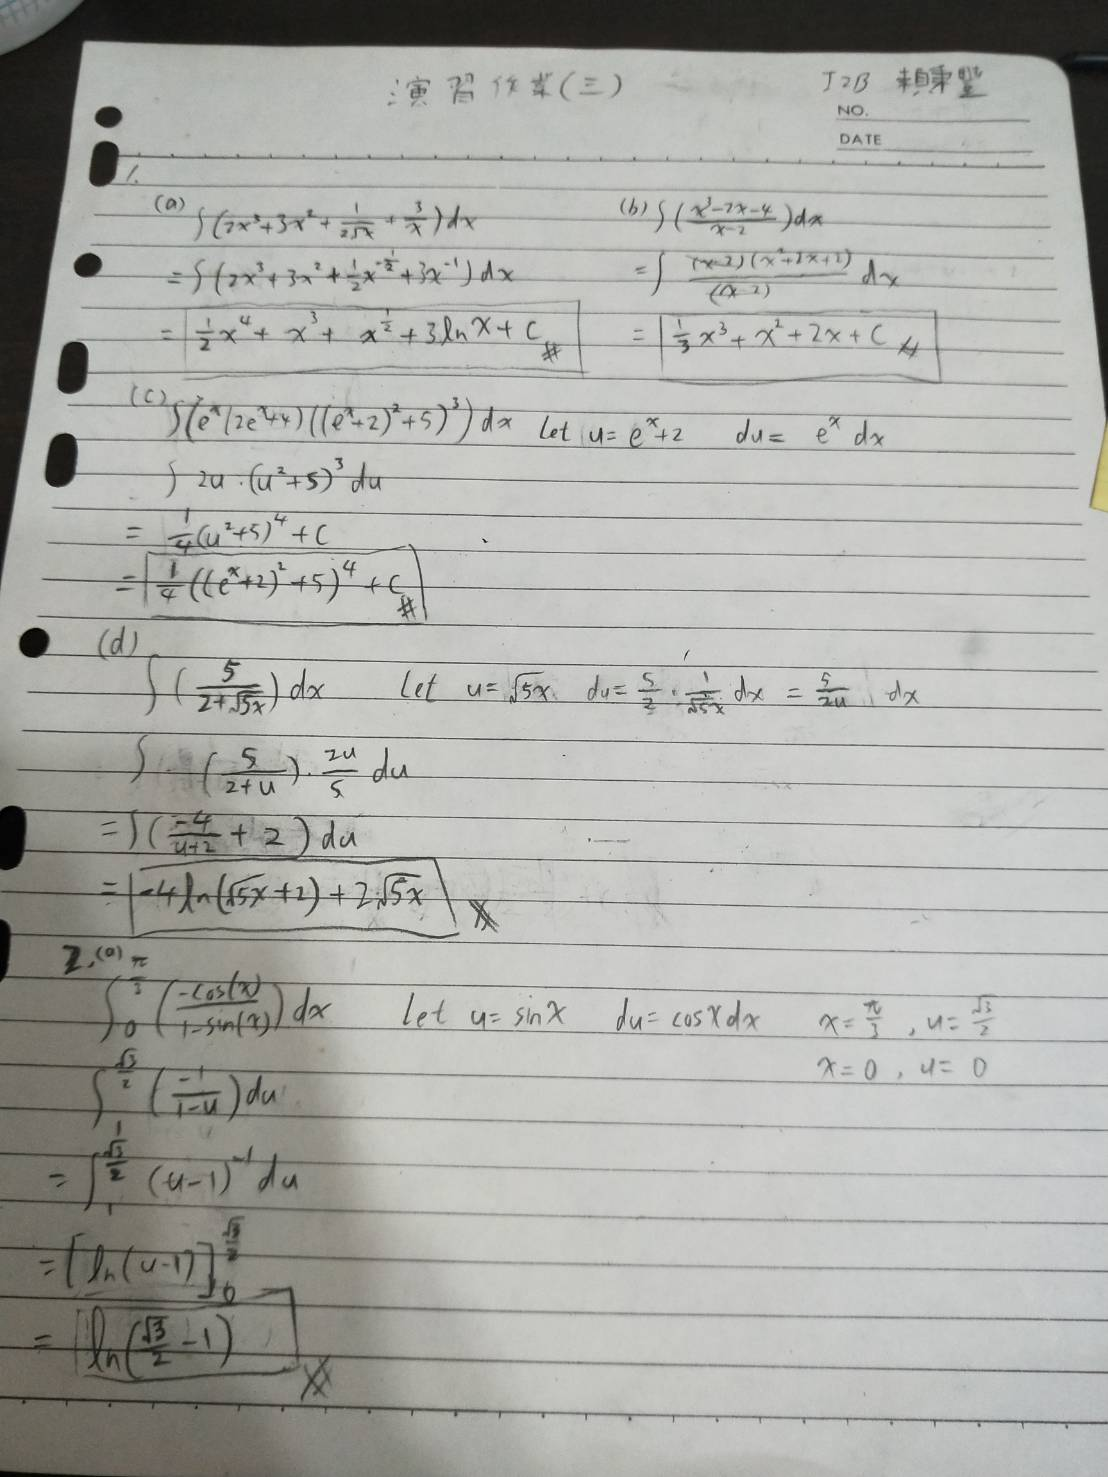 演習作業(三)
J2B 賴秉豐
NO.
DATE
1.
(a) ∫(2x³+3x²+1/(2√x)+3/x)dx
=∫(2x³+3x²+½x^(-1/2)+3x⁻¹)dx
=½x⁴+x³+x^(1/2)+3lnx+C #
(b) ∫((x³-2x-4)/(x-2))dx
=∫ (x-2)(x²+2x+2)/(x-2) dx
=⅓x³+x²+2x+C #
(c) ∫(eˣ(2eˣ+4)((eˣ+2)²+5)³)dx Let u=eˣ+2 du=eˣdx
∫2u·(u²+5)³du
=¼(u²+5)⁴+C
=¼((eˣ+2)²+5)⁴+C #
(d)
∫(5/(2+√5x))dx Let u=√5x du=5/2·1/√5x dx=5/(2u) dx
∫(5/(2+u))·2u/5 du
=∫(-4/(u+2)+2)du
=-4ln(√5x+2)+2√5x
2.(a)
∫₀^(π/3)(-cos(x)/(1-sin(x)))dx Let u=sinx du=cosxdx x=π/3, u=√3/2
x=0, u=0
∫₁^(√3/2)(-1/(1-u))du
=∫₁^(√3/2)(u-1)⁻¹du
=[ln(u-1)]₀^(√3/2)
=ln(√3/2-1)